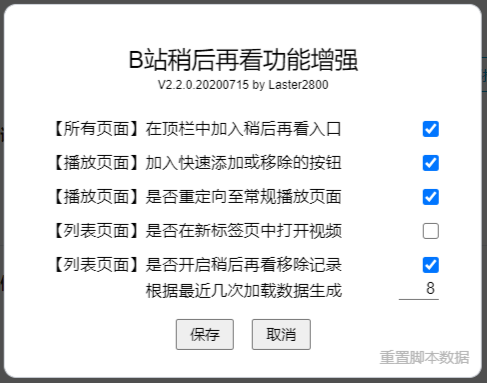 B站稍后再看功能增强
V2.2.0.20200715 by Laster2800
【所有页面】在顶栏中加入稍后再看入口
【播放页面】加入快速添加或移除的按钮
【播放页面】是否重定向至常规播放页面
【列表页面】是否在新标签页中打开视频
【列表页面】是否开启稍后再看移除记录
根据最近几次加载数据生成 8
保存 取消
重置脚本数据